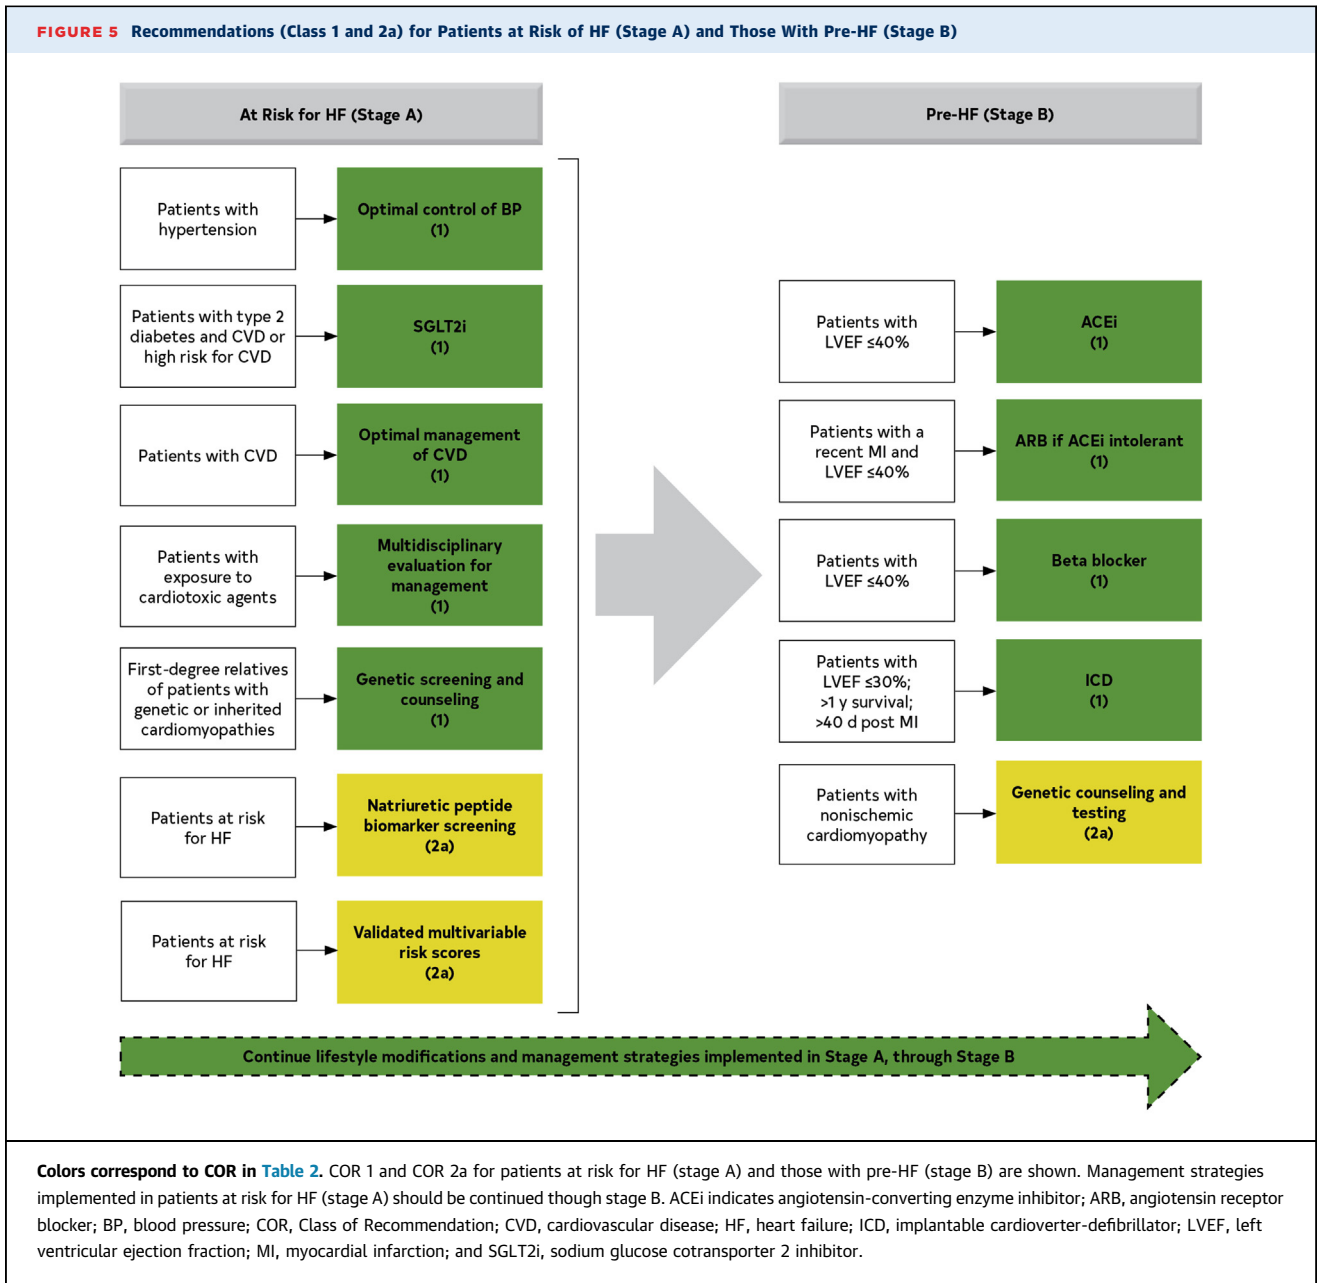 FIGURE 5 Recommendations (Class 1 and 2a) for Patients at Risk of HF (Stage A) and Those With Pre-HF (Stage B)
At Risk for HF (Stage A)
Patients with
hypertension
Optimal control of BP
(1)
Patients with type 2
diabetes and CVD or
high risk for CVD
SGLT2i
(1)
Patients with CVD
Optimal management
of CVD
(1)
Patients with
exposure to
cardiotoxic agents
Multidisciplinary
evaluation for
management
(1)
First-degree relatives
of patients with
genetic or inherited
cardiomyopathies
Genetic screening and
counseling
(1)
Patients at risk
for HF
Natriuretic peptide
biomarker screening
(2a)
Patients at risk
for HF
Validated multivariable
risk scores
(2a)
Pre-HF (Stage B)
Patients with
LVEF ≤40%
ACEi
(1)
Patients with a
recent MI and
LVEF ≤40%
ARB if ACEi intolerant
(1)
Patients with
LVEF ≤40%
Beta blocker
(1)
Patients with
LVEF ≤30%;
>1 y survival;
>40 d post MI
ICD
(1)
Patients with
nonischemic
cardiomyopathy
Genetic counseling and
testing
(2a)
Continue lifestyle modifications and management strategies implemented in Stage A, through Stage B
Colors correspond to COR in Table 2. COR 1 and COR 2a for patients at risk for HF (stage A) and those with pre-HF (stage B) are shown. Management strategies
implemented in patients at risk for HF (stage A) should be continued though stage B. ACEi indicates angiotensin-converting enzyme inhibitor; ARB, angiotensin receptor
blocker; BP, blood pressure; COR, Class of Recommendation; CVD, cardiovascular disease; HF, heart failure; ICD, implantable cardioverter-defibrillator; LVEF, left
ventricular ejection fraction; MI, myocardial infarction; and SGLT2i, sodium glucose cotransporter 2 inhibitor.